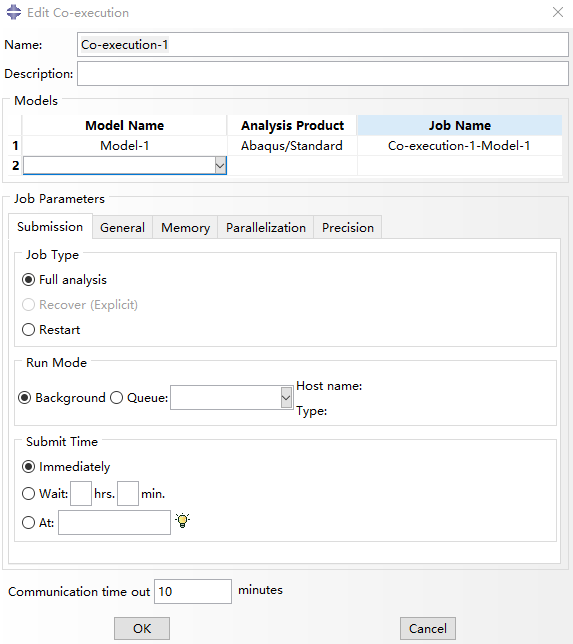 Edit Co-execution
Name: Co-execution-1
Description:
Models
Model Name Analysis Product Job Name
1 Model-1 Abaqus/Standard Co-execution-1-Model-1
2
Job Parameters
Submission General Memory Parallelization Precision
Job Type
Full analysis
Recover (Explicit)
Restart
Run Mode
Background Queue: Host name:
Type:
Submit Time
Immediately
Wait: hrs. min.
At:
Communication time out 10 minutes
OK Cancel